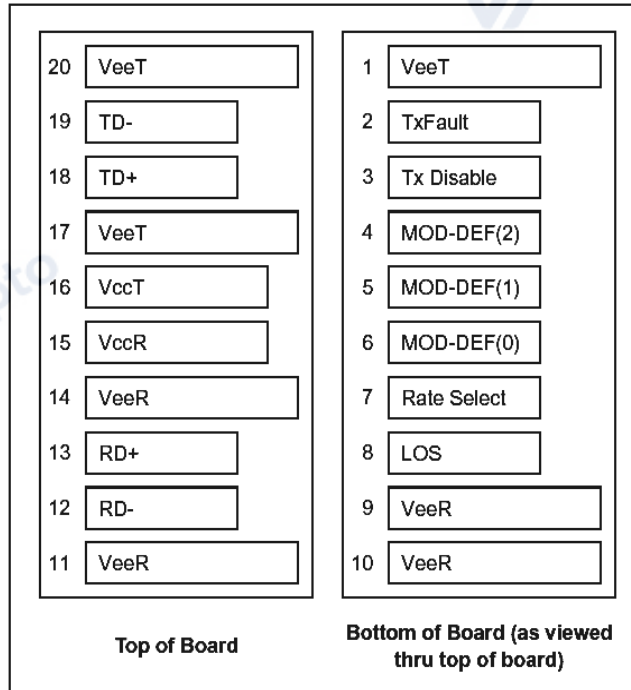 20 VeeT
19 TD-
18 TD+
17 VeeT
16 VccT
15 VccR
14 VeeR
13 RD+
12 RD-
11 VeeR
Top of Board
1 VeeT
2 TxFault
3 Tx Disable
4 MOD-DEF(2)
5 MOD-DEF(1)
6 MOD-DEF(0)
7 Rate Select
8 LOS
9 VeeR
10 VeeR
Bottom of Board (as viewed
thru top of board)